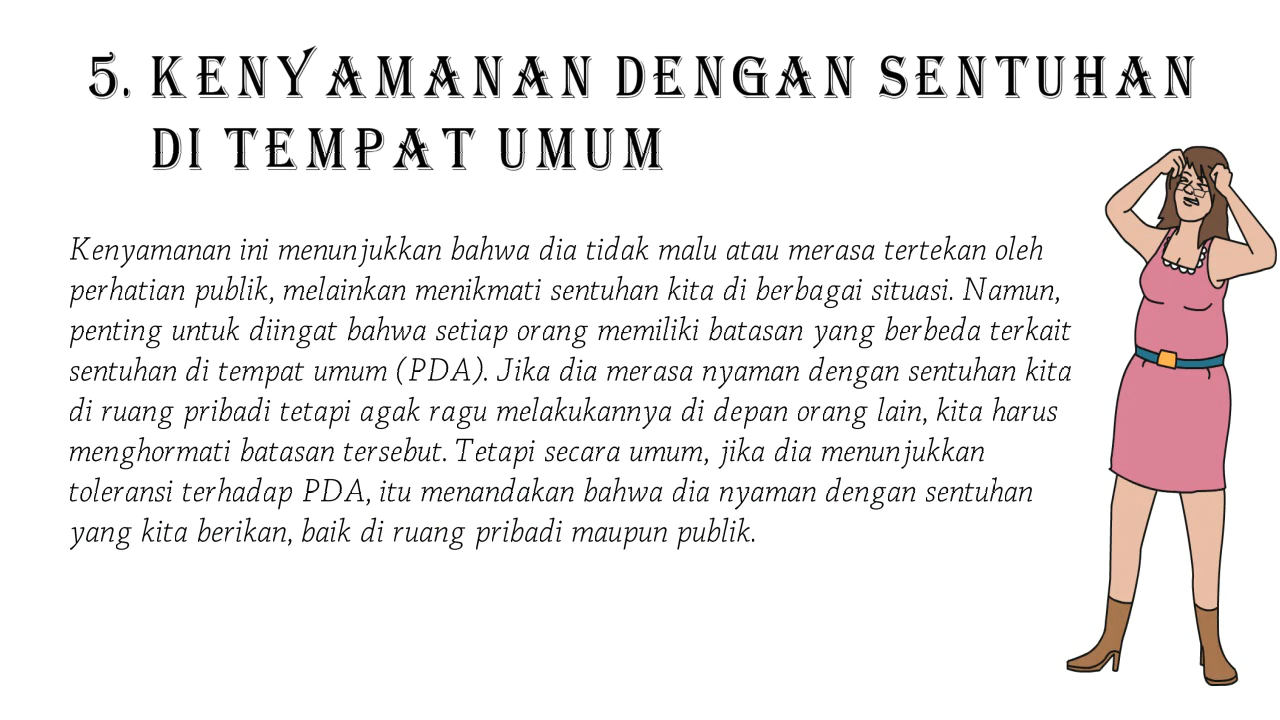 5. KENYAMANAN DENGAN SENTUHAN
DI TEMPAT UMUM
Kenyamanan ini menunjukkan bahwa dia tidak malu atau merasa tertekan oleh
perhatian publik, melainkan menikmati sentuhan kita di berbagai situasi. Namun,
penting untuk diingat bahwa setiap orang memiliki batasan yang berbeda terkait
sentuhan di tempat umum (PDA). Jika dia merasa nyaman dengan sentuhan kita
di ruang pribadi tetapi agak ragu melakukannya di depan orang lain, kita harus
menghormati batasan tersebut. Tetapi secara umum, jika dia menunjukkan
toleransi terhadap PDA, itu menandakan bahwa dia nyaman dengan sentuhan
yang kita berikan, baik di ruang pribadi maupun publik.